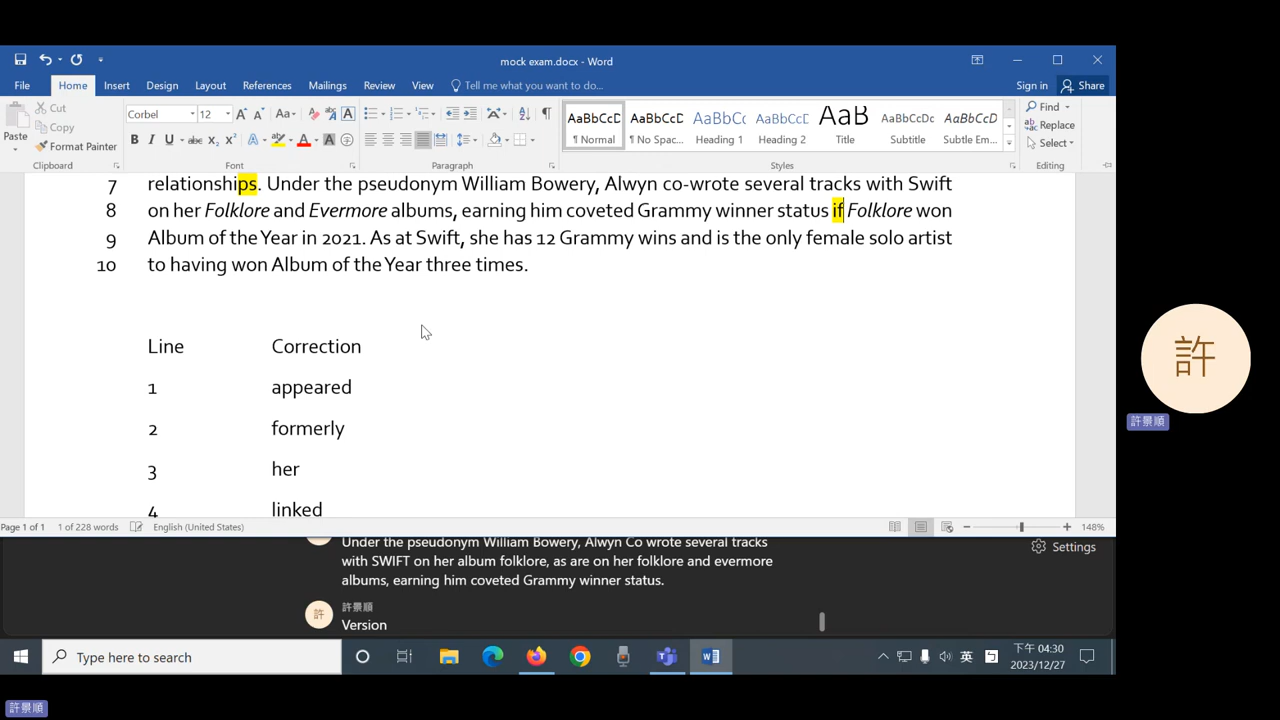 mock exam.docx - Word
File Home Insert Design Layout References Mailings Review View Tell me what you want to do... Sign in Share
Paste
Cut
Copy
Format Painter
Clipboard
Corbel 12
Font
Paragraph
AaBbCcD ¶ Normal
AaBbCcD ¶ No Spac...
AaBbCc Heading 1
AaBbCc Heading 2
AaB Title
AaBbCcDc Subtitle
AaBbCcD Subtle Em...
Styles
Find
Replace
Select
Editing
7 relationships. Under the pseudonym William Bowery, Alwyn co-wrote several tracks with Swift
8 on her Folklore and Evermore albums, earning him coveted Grammy winner status if Folklore won
9 Album of the Year in 2021. As at Swift, she has 12 Grammy wins and is the only female solo artist
10 to having won Album of the Year three times.
Line Correction
1 appeared
2 formerly
3 her
4 linked
Page 1 of 1 1 of 228 words English (United States) 148%
許
許景順
Under the pseudonym William Bowery, Alwyn Co wrote several tracks
with SWIFT on her album folklore, as are on her folklore and evermore
albums, earning him coveted Grammy winner status.
許 許景順
Version
Settings
Type here to search
英
下午 04:30
2023/12/27
許景順